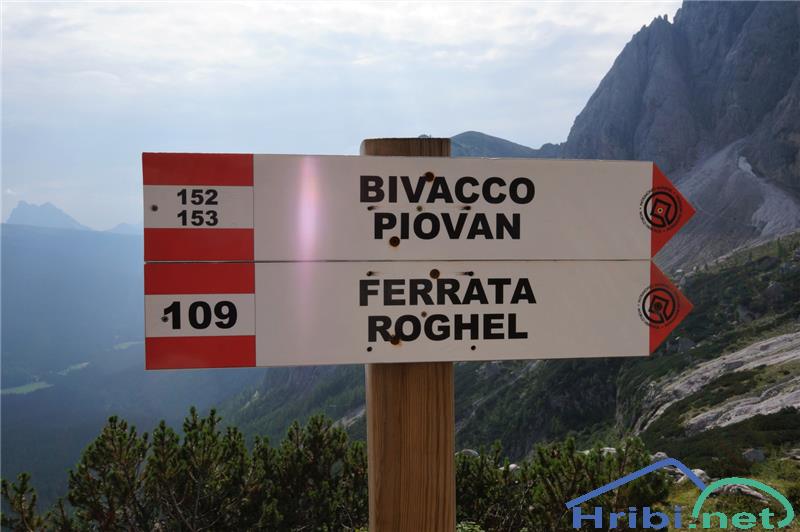 152
153
BIVACCO
PIOVAN
109
FERRATA
ROGHEL
Hribi.net